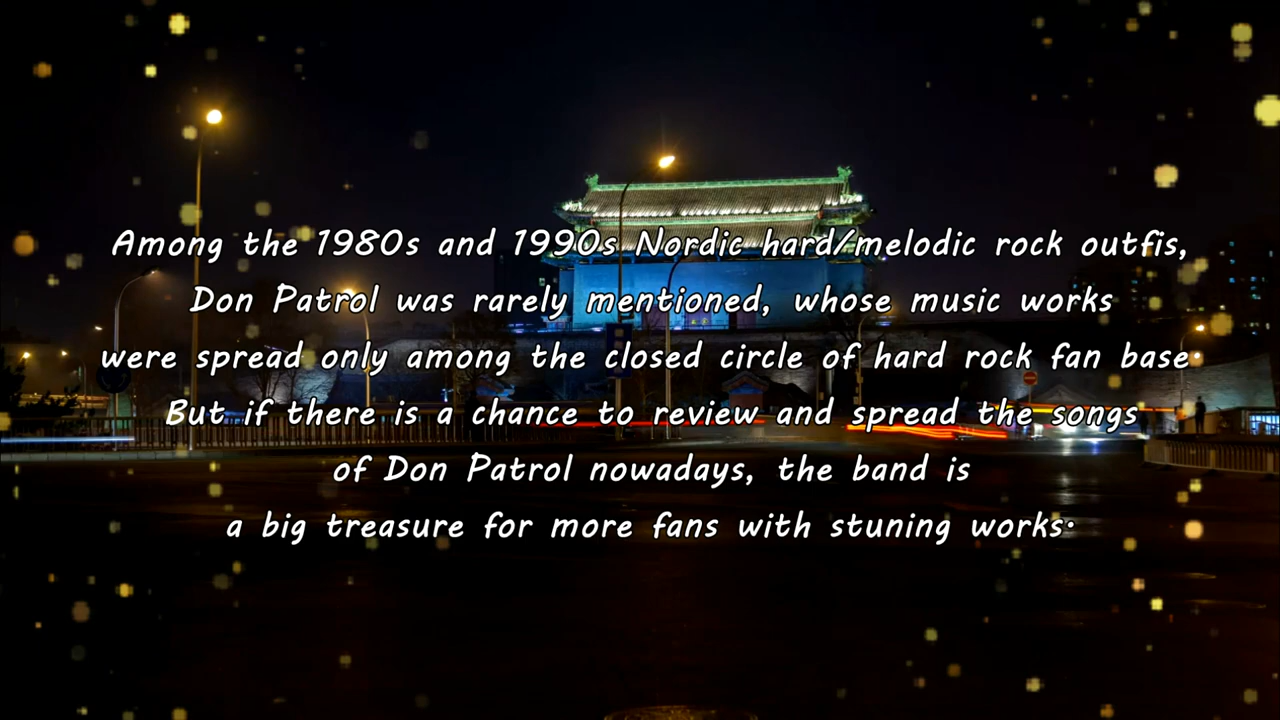 Among the 1980s and 1990s Nordic hard/melodic rock outfis,
Don Patrol was rarely mentioned, whose music works
were spread only among the closed circle of hard rock fan base·
But if there is a chance to review and spread the songs
of Don Patrol nowadays, the band is
a big treasure for more fans with stuning works·